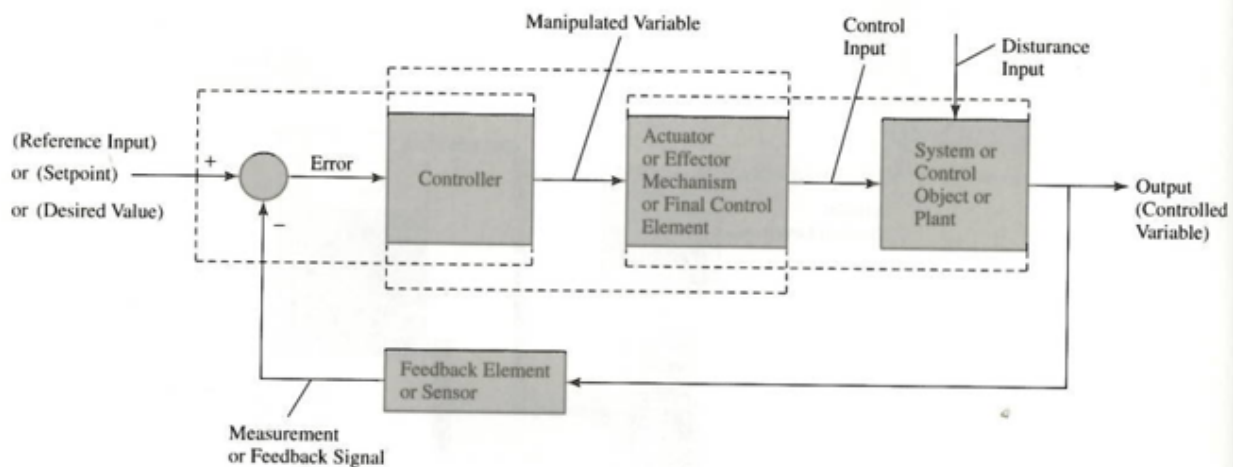 Manipulated Variable
Control
Input
Disturance
Input
(Reference Input)
or (Setpoint)
or (Desired Value)
+
−
Error
Controller
Actuator
or Effector
Mechanism
or Final Control
Element
System or
Control
Object or
Plant
Output
(Controlled
Variable)
Feedback Element
or Sensor
Measurement
or Feedback Signal